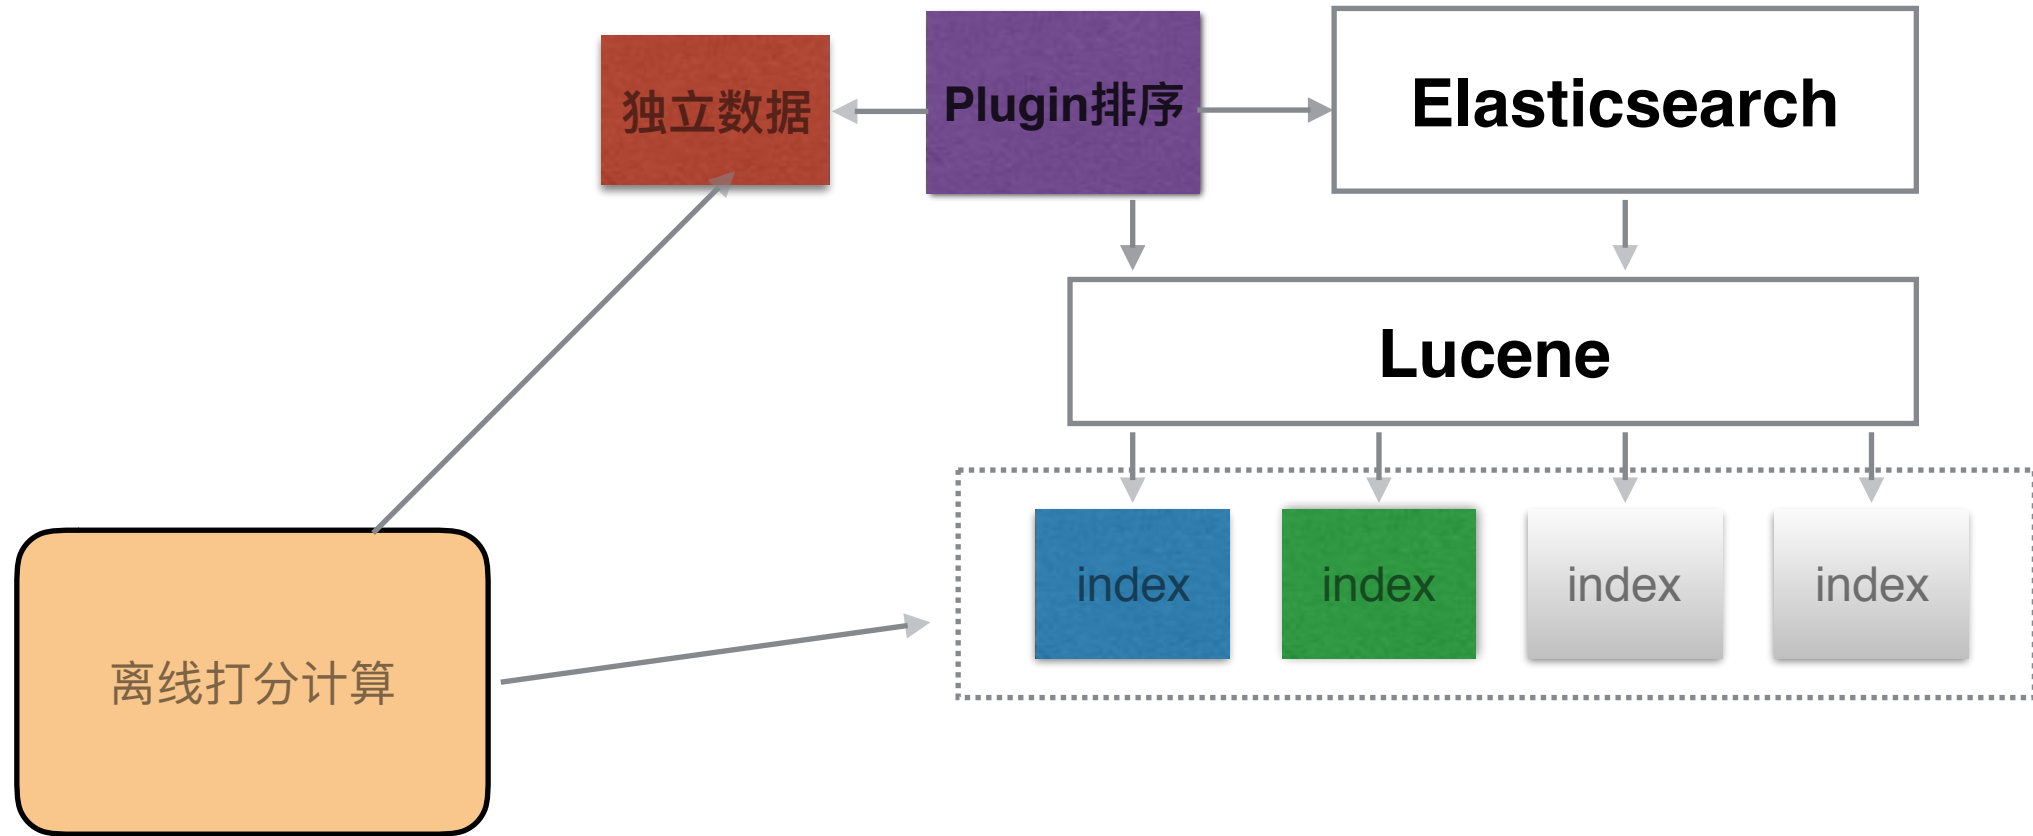 独立数据
Plugin排序
Elasticsearch
Lucene
index
index
index
index
离线打分计算